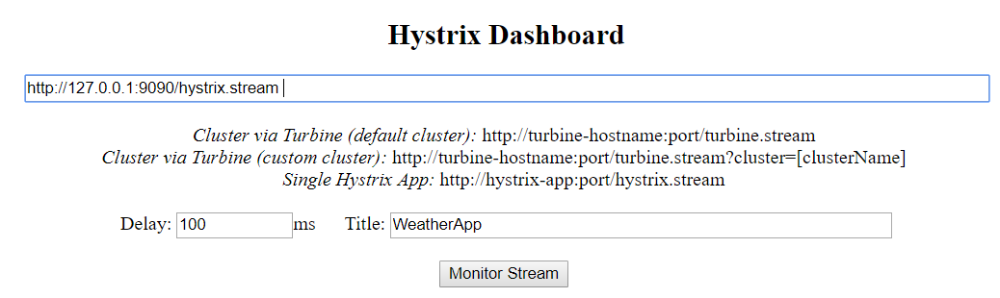 Hystrix Dashboard
http://127.0.0.1:9090/hystrix.stream
Cluster via Turbine (default cluster): http://turbine-hostname:port/turbine.stream
Cluster via Turbine (custom cluster): http://turbine-hostname:port/turbine.stream?cluster=[clusterName]
Single Hystrix App: http://hystrix-app:port/hystrix.stream
Delay: 100 ms Title: WeatherApp
Monitor Stream